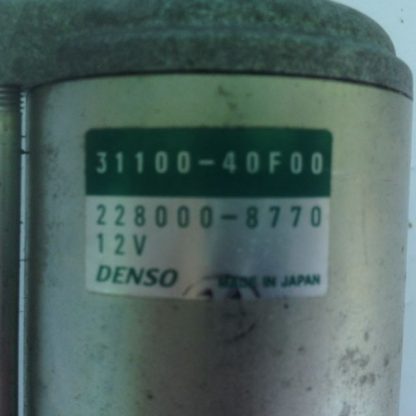 31100-40F00
228000-8770
12V
DENSO MADE IN JAPAN